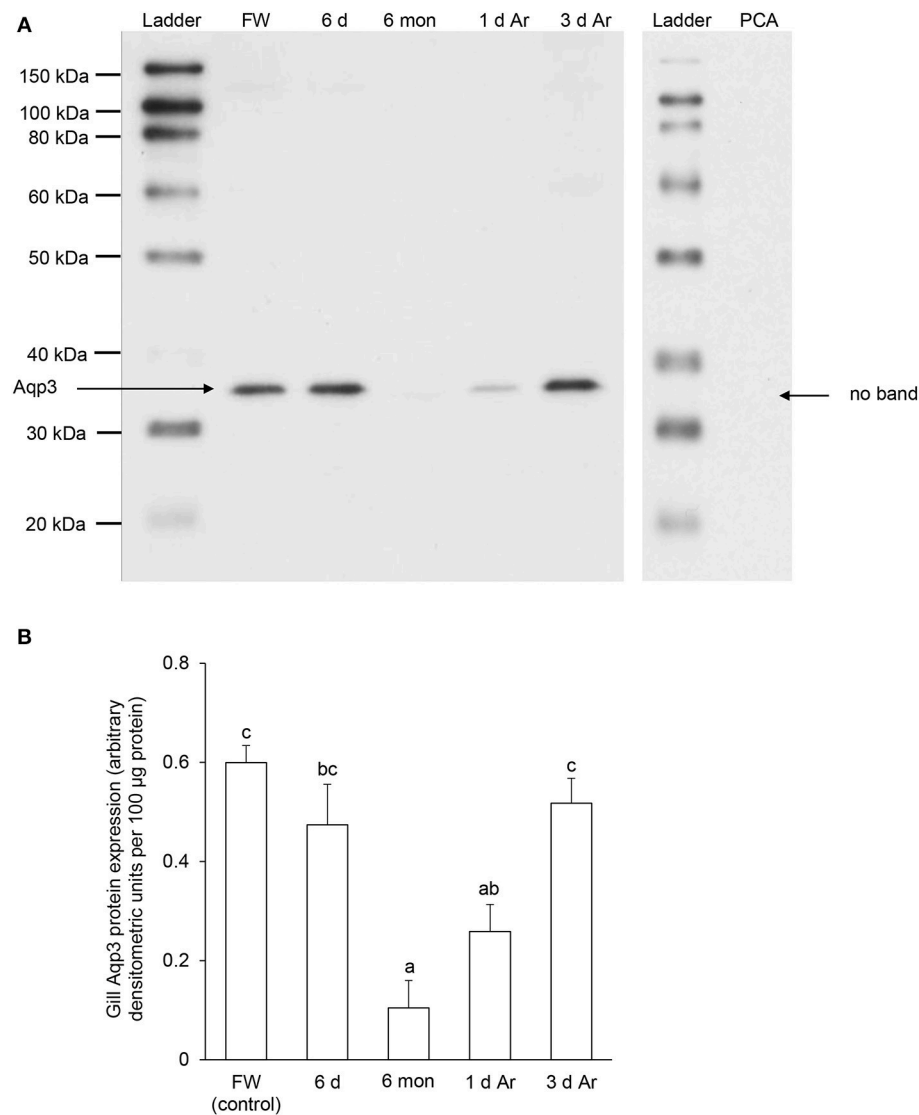 A
Ladder FW 6 d 6 mon 1 d Ar 3 d Ar Ladder PCA
150 kDa
100 kDa
80 kDa
60 kDa
50 kDa
40 kDa
Aqp3
no band
30 kDa
20 kDa
B
Gill Aqp3 protein expression (arbitrary
densitometric units per 100 µg protein)
0.8
0.6
0.4
0.2
0
c
bc
a
ab
c
FW 6 d 6 mon 1 d Ar 3 d Ar
(control)